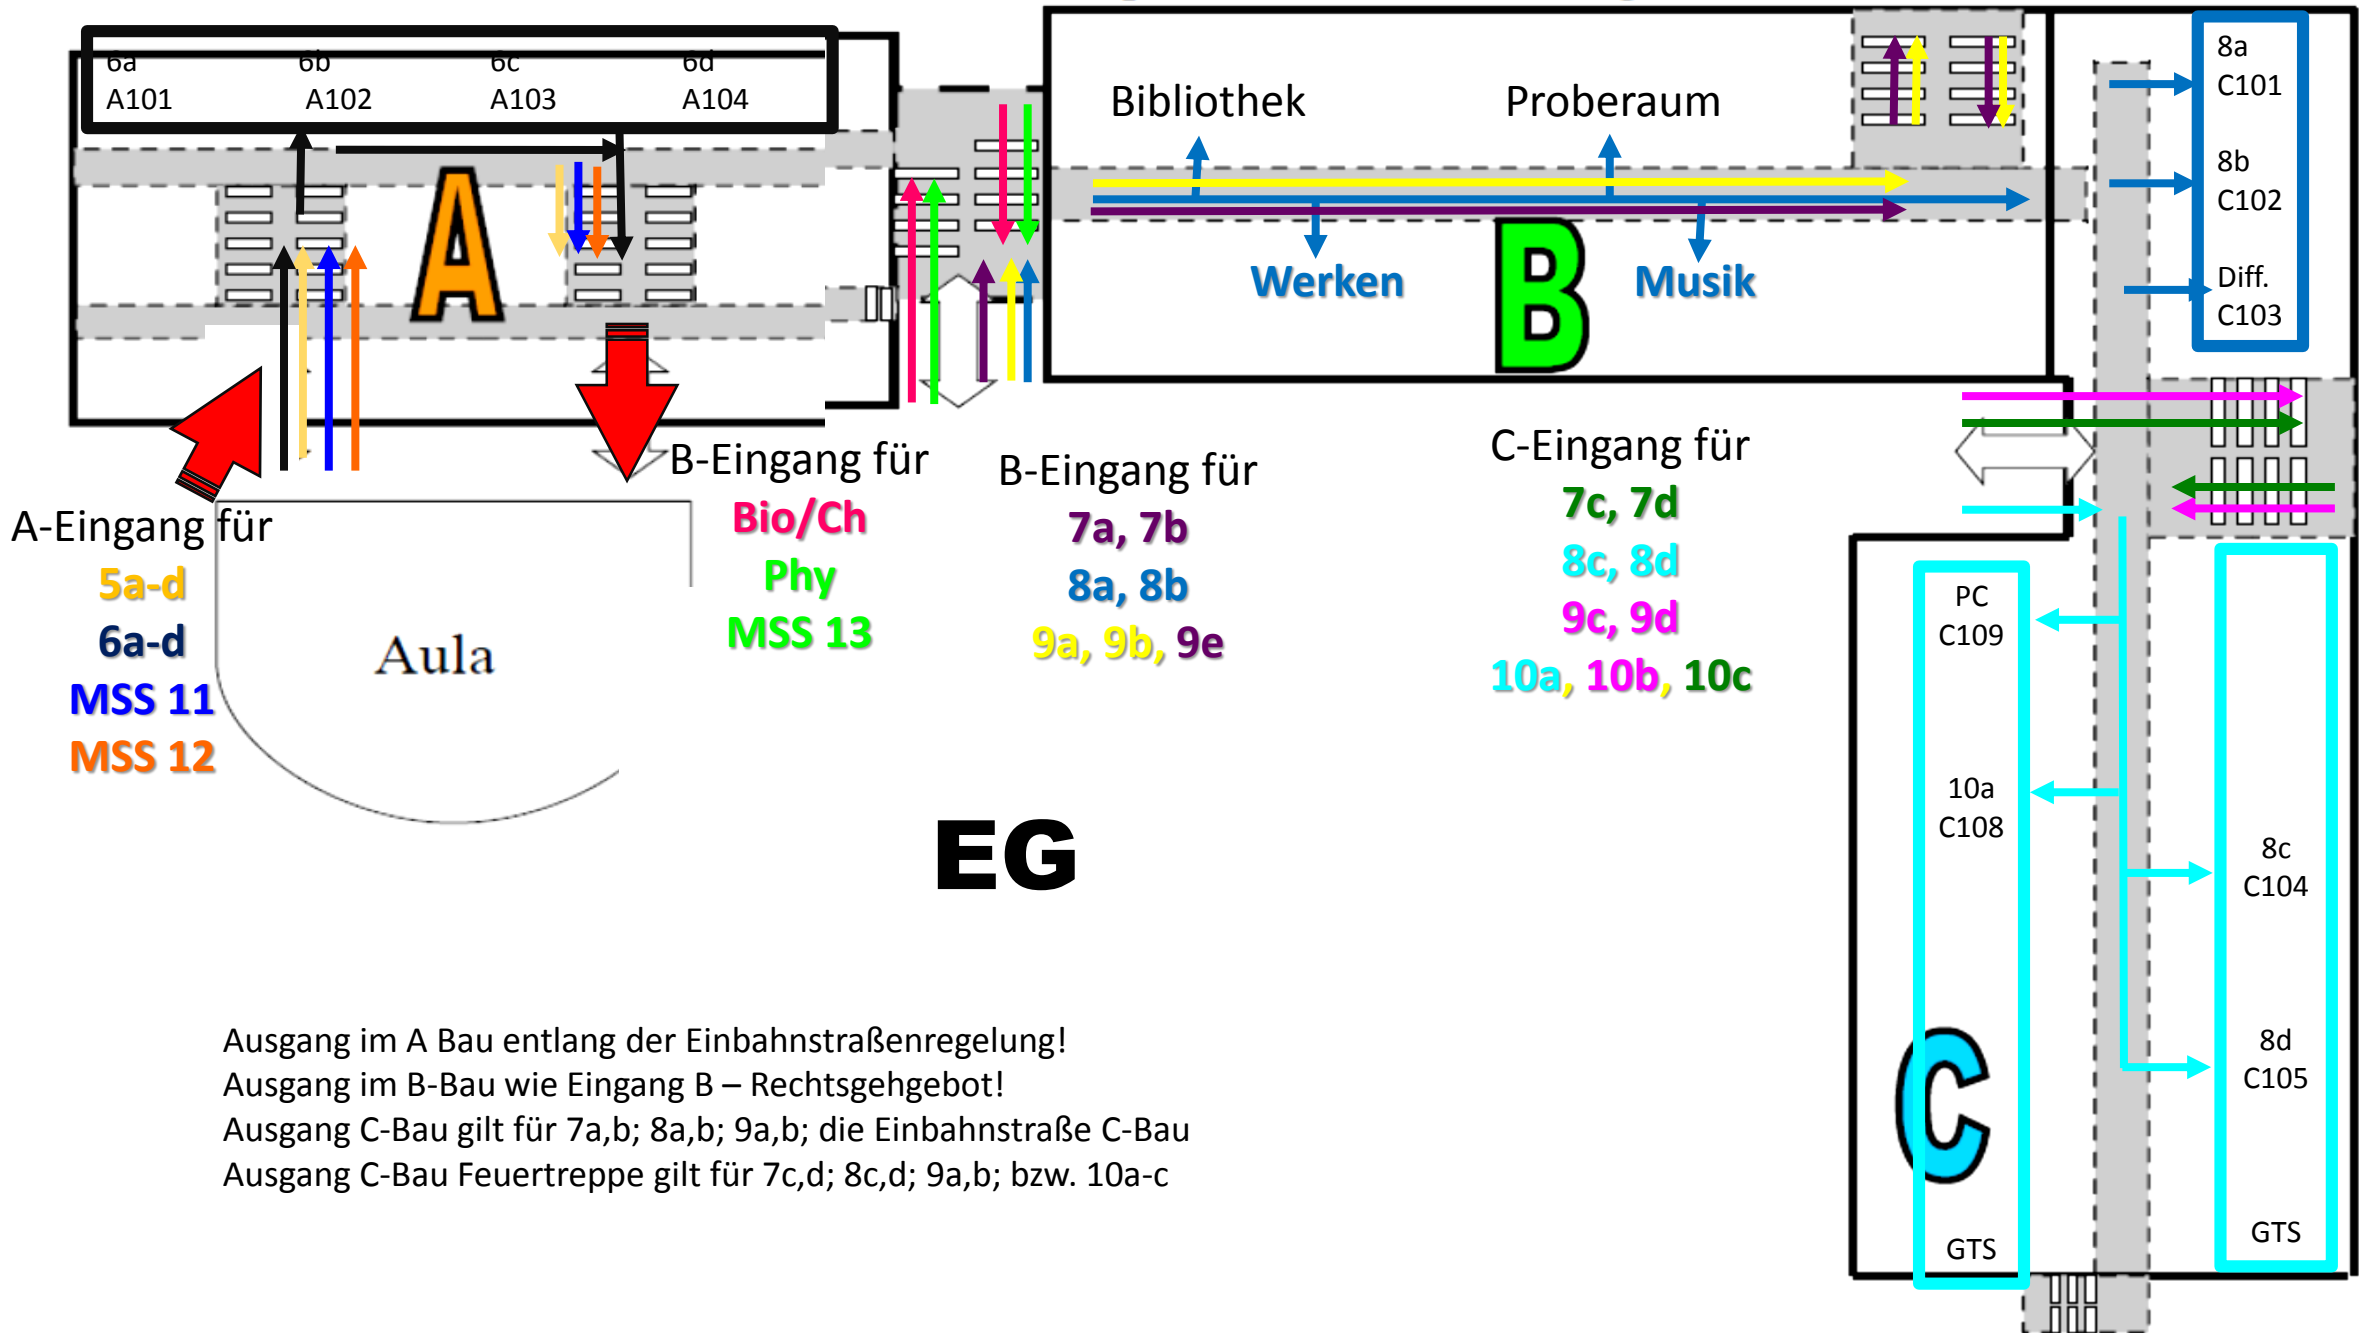 6a 6b 6c 6d
A101 A102 A103 A104
A
Bibliothek Proberaum
Werken Musik
B
8a
C101
8b
C102
Diff.
C103
A-Eingang für
5a-d
6a-d
MSS 11
MSS 12
Aula
B-Eingang für
Bio/Ch
Phy
MSS 13
B-Eingang für
7a, 7b
8a, 8b
9a, 9b, 9e
C-Eingang für
7c, 7d
8c, 8d
9c, 9d
10a, 10b, 10c
EG
PC
C109
10a
C108
8c
C104
8d
C105
C
GTS
GTS
Ausgang im A Bau entlang der Einbahnstraßenregelung!
Ausgang im B-Bau wie Eingang B – Rechtsgehgebot!
Ausgang C-Bau gilt für 7a,b; 8a,b; 9a,b; die Einbahnstraße C-Bau
Ausgang C-Bau Feuertreppe gilt für 7c,d; 8c,d; 9a,b; bzw. 10a-c